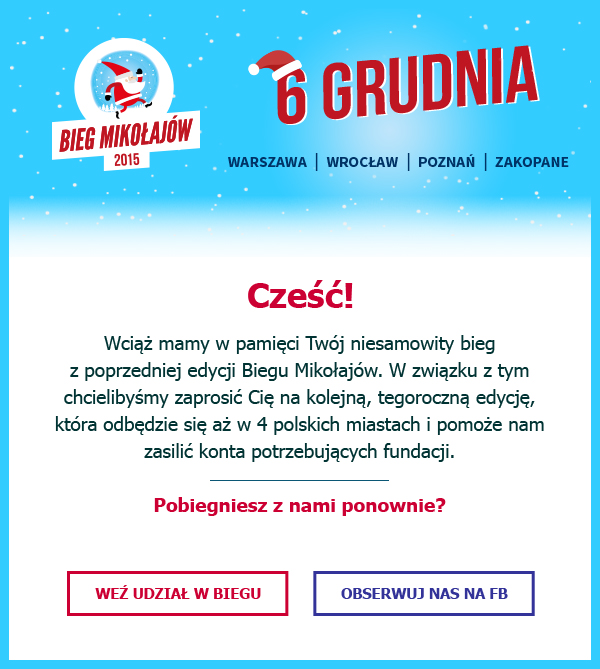 BIEG MIKOŁAJÓW
2015
6 GRUDNIA
WARSZAWA | WROCŁAW | POZNAŃ | ZAKOPANE
Cześć!
Wciąż mamy w pamięci Twój niesamowity bieg
z poprzedniej edycji Biegu Mikołajów. W związku z tym
chcielibyśmy zaprosić Cię na kolejną, tegoroczną edycję,
która odbędzie się aż w 4 polskich miastach i pomoże nam
zasilić konta potrzebujących fundacji.
Pobiegniesz z nami ponownie?
WEŹ UDZIAŁ W BIEGU
OBSERWUJ NAS NA FB